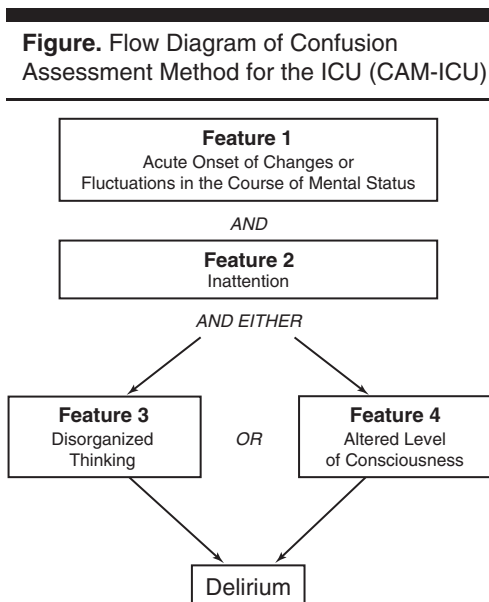 Figure. Flow Diagram of Confusion
Assessment Method for the ICU (CAM-ICU)
Feature 1
Acute Onset of Changes or
Fluctuations in the Course of Mental Status
AND
Feature 2
Inattention
AND EITHER
Feature 3
Disorganized
Thinking
OR
Feature 4
Altered Level
of Consciousness
Delirium